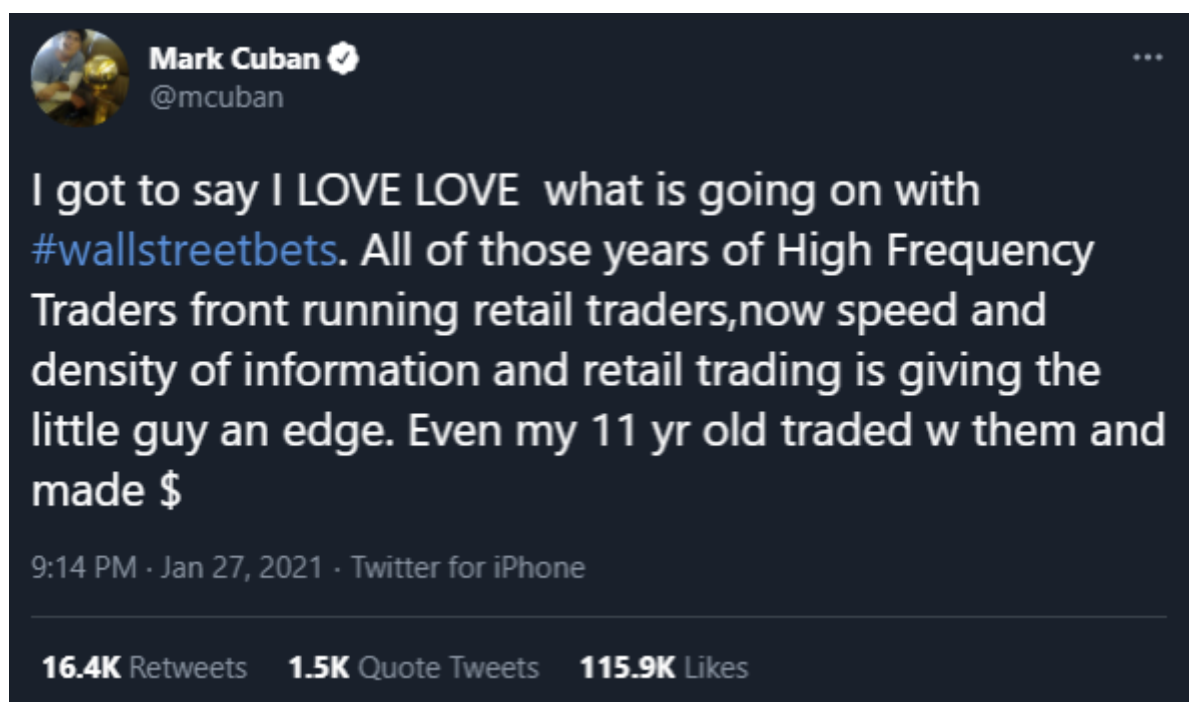 Mark Cuban
@mcuban
I got to say I LOVE LOVE  what is going on with
#wallstreetbets. All of those years of High Frequency
Traders front running retail traders,now speed and
density of information and retail trading is giving the
little guy an edge. Even my 11 yr old traded w them and
made $
9:14 PM · Jan 27, 2021 · Twitter for iPhone
16.4K Retweets 1.5K Quote Tweets 115.9K Likes